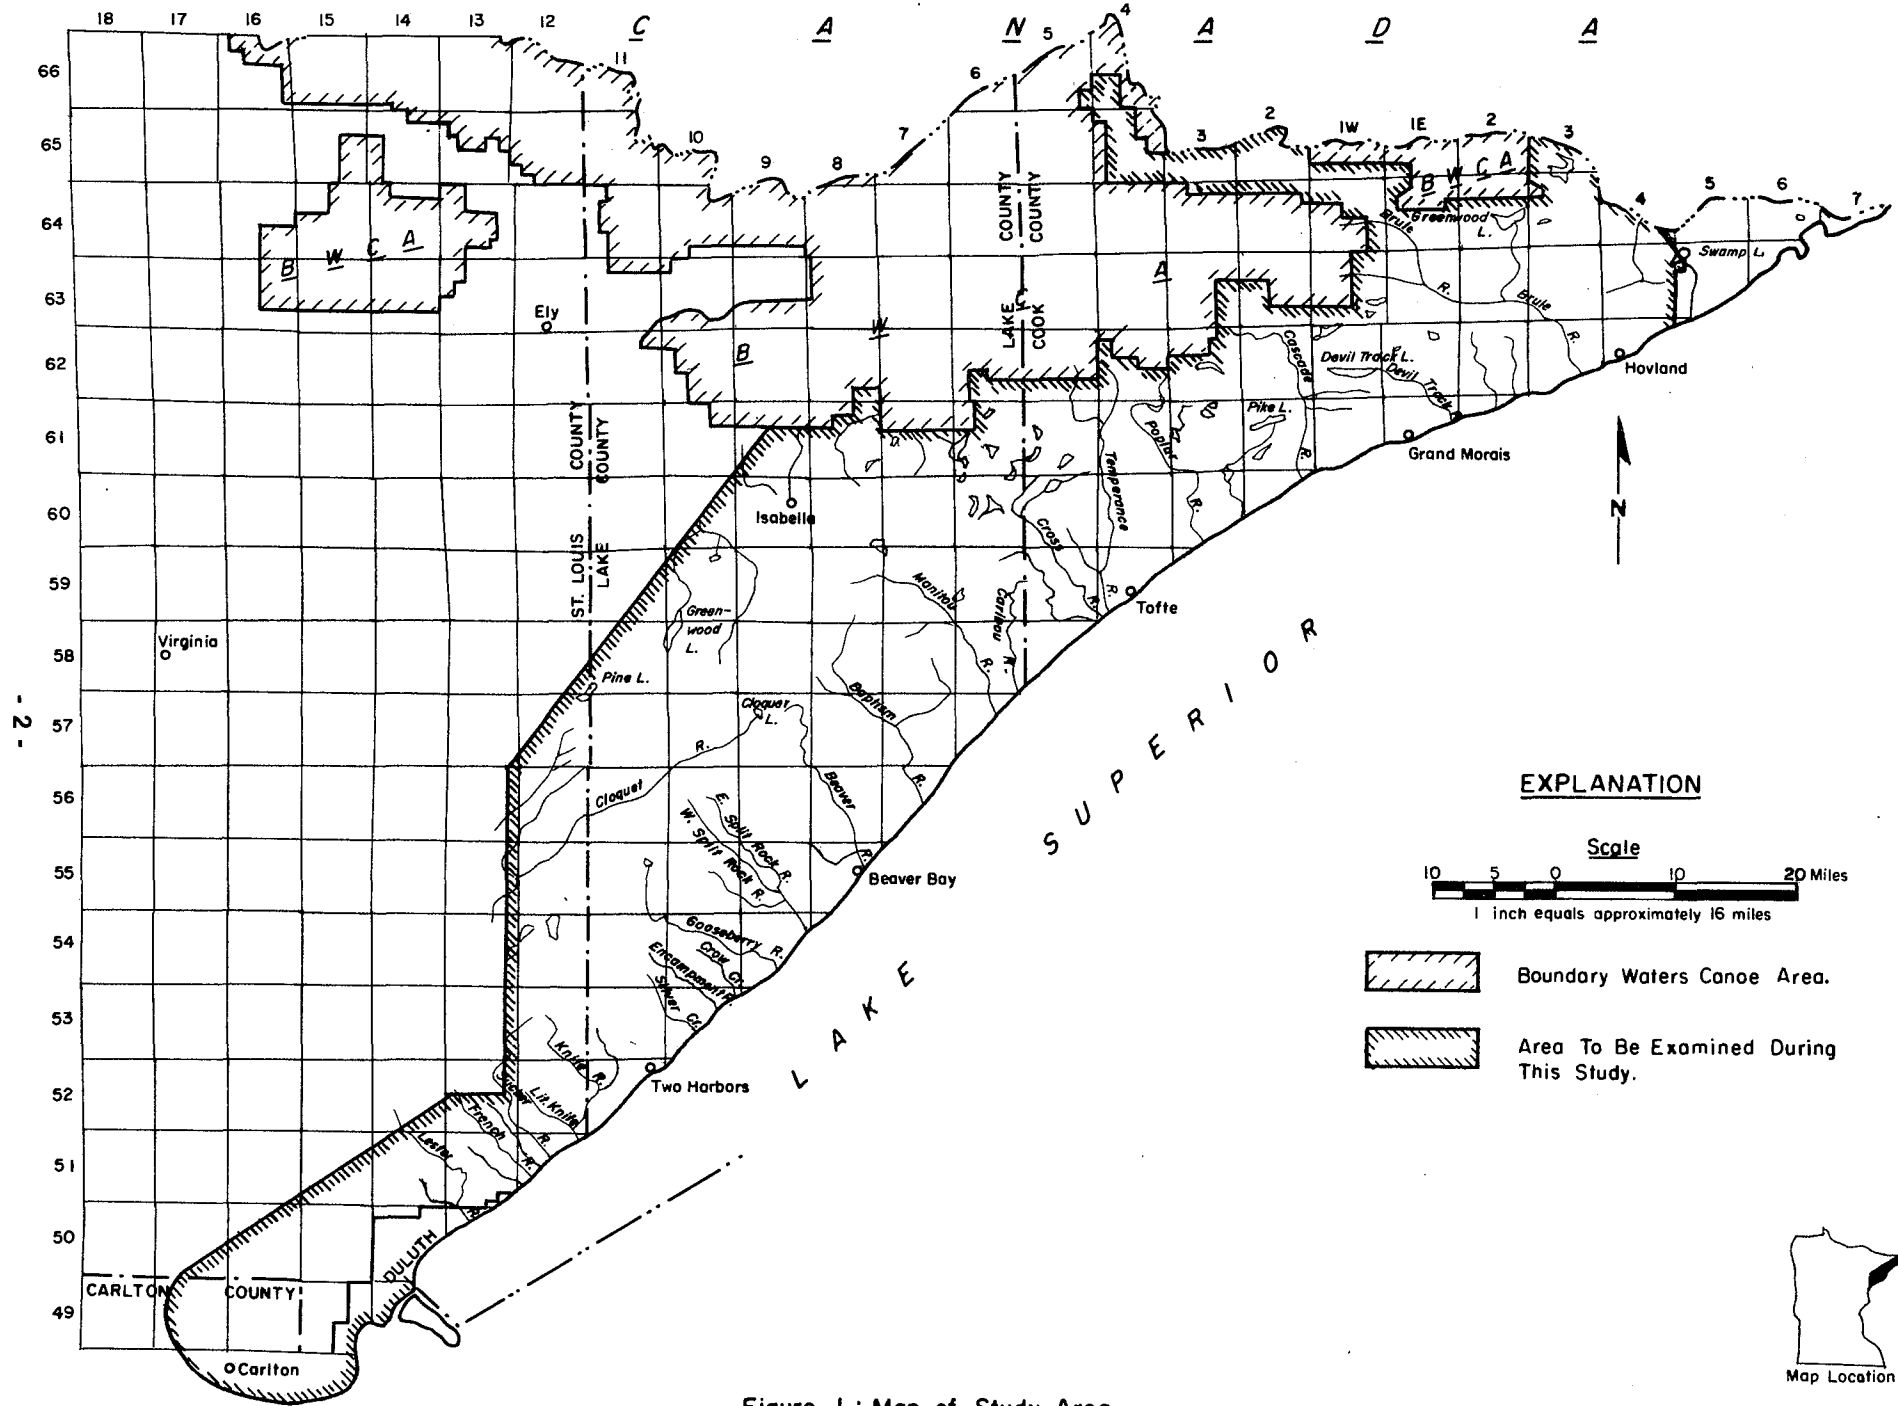 18 17 16 15 14 13 12 11 10 9 8 7 6 5 4 3 2 1W 1E 2 3 4 5 6 7
C A N A D A
66
65
64
63
62
61
60
59
58
57
56
55
54
53
52
51
50
49
B W C A
B W A
B W C A
LAKE COUNTY
COOK COUNTY
ST. LOUIS COUNTY
LAKE COUNTY
Brule
Greenwood
L.
Swamp L.
R.
Brule
R.
Ely
Hovland
Cascade
R.
Devil Track L.
Devil Track
Pike L.
Grand Morais
Poplar
R.
Temperance
R.
Cross
R.
Isabella
Tofte
Manitou
R.
Caribou
R.
Green-
wood
L.
Virginia
Pine L.
Baptism
R.
Cloquet
L.
R.
Cloquet
Beaver
R.
Beaver Bay
E. Split Rock R.
W. Split Rock R.
Gooseberry R.
Crow Cr.
Encampment R.
Silver Cr.
Knife R.
Two Harbors
Lit. Knife
R.
Sucker
French
R.
Lester
R.
DULUTH
CARLTON COUNTY
Carlton
LAKE SUPERIOR
N
EXPLANATION
Scale
10 5 0 10 20 Miles
1 inch equals approximately 16 miles
Boundary Waters Canoe Area.
Area To Be Examined During
This Study.
Map Location
- 2 -
Figure 1.: Map of Study Area